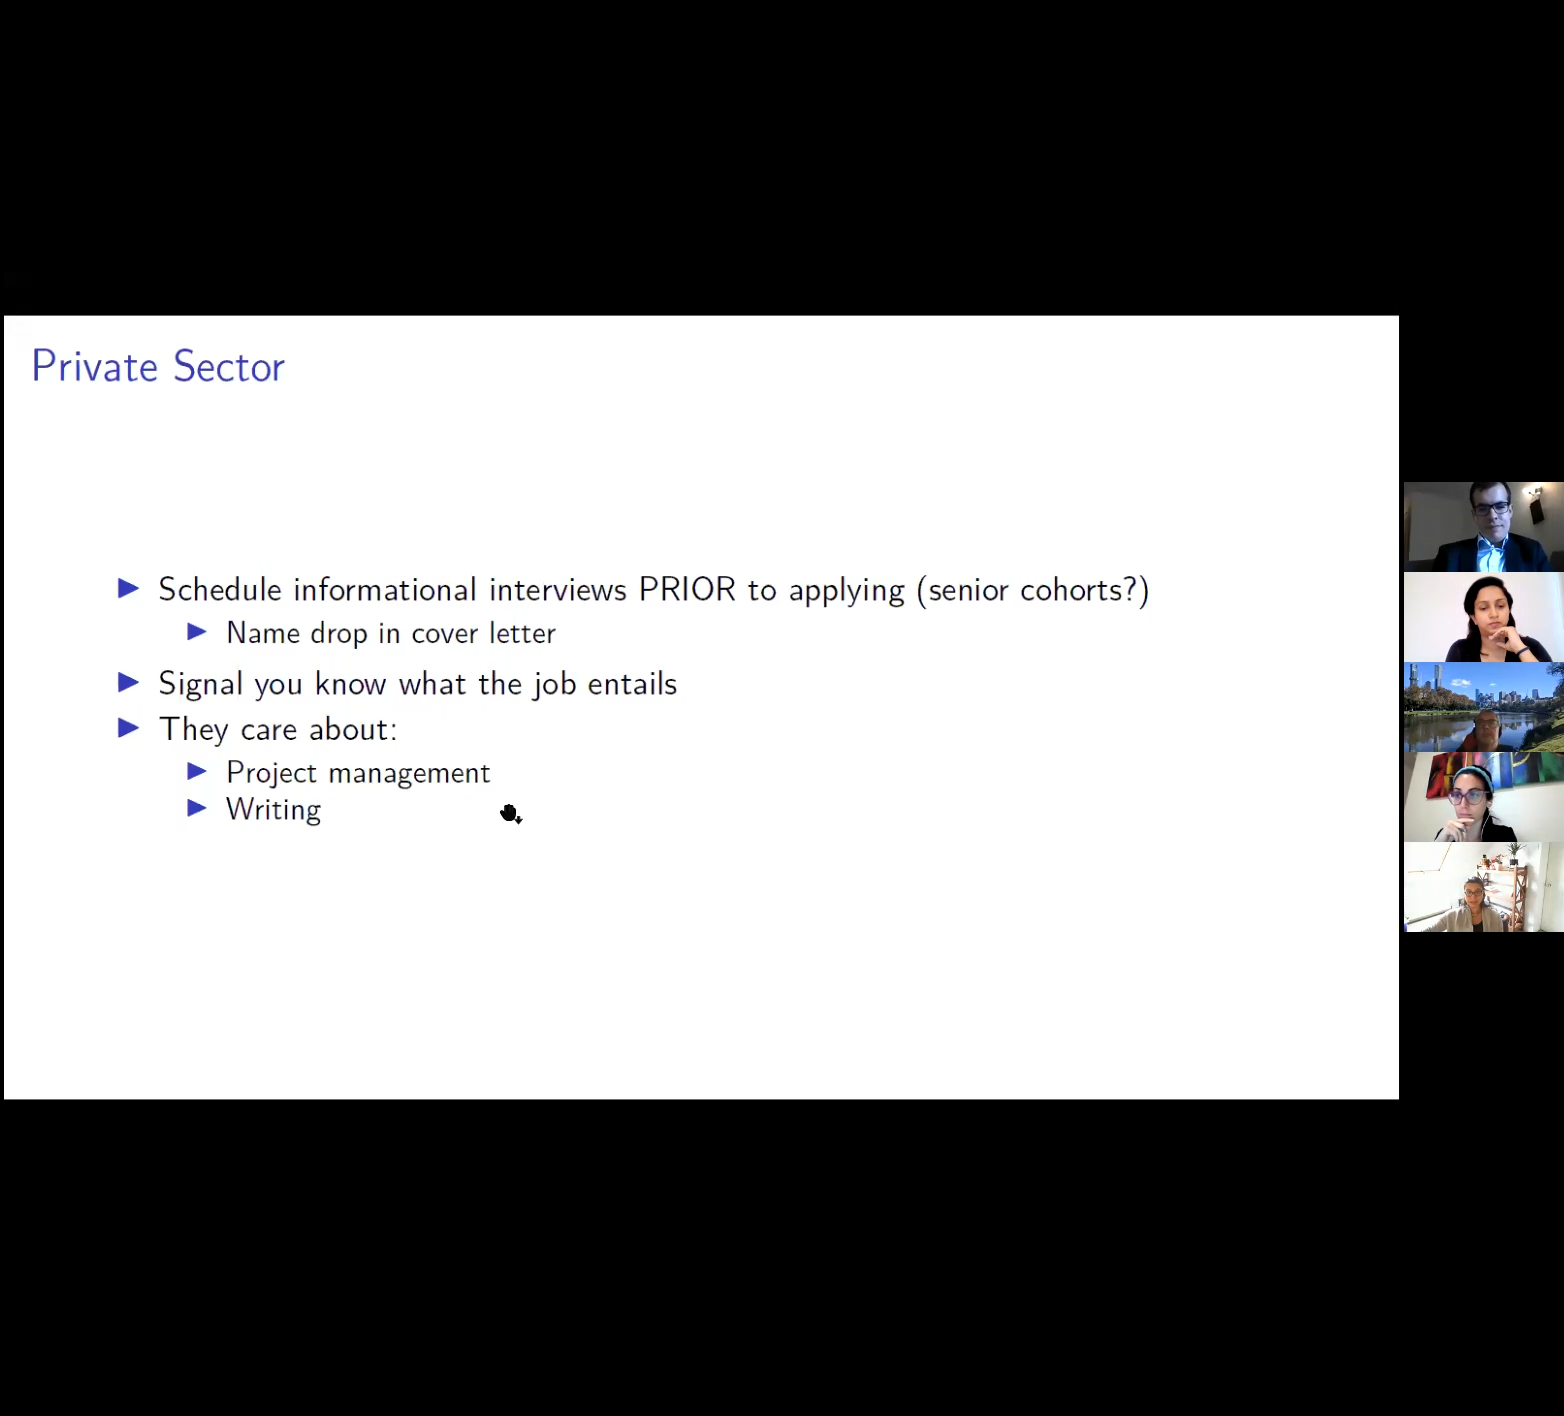 Private Sector
Schedule informational interviews PRIOR to applying (senior cohorts?)
Name drop in cover letter
Signal you know what the job entails
They care about:
Project management
Writing